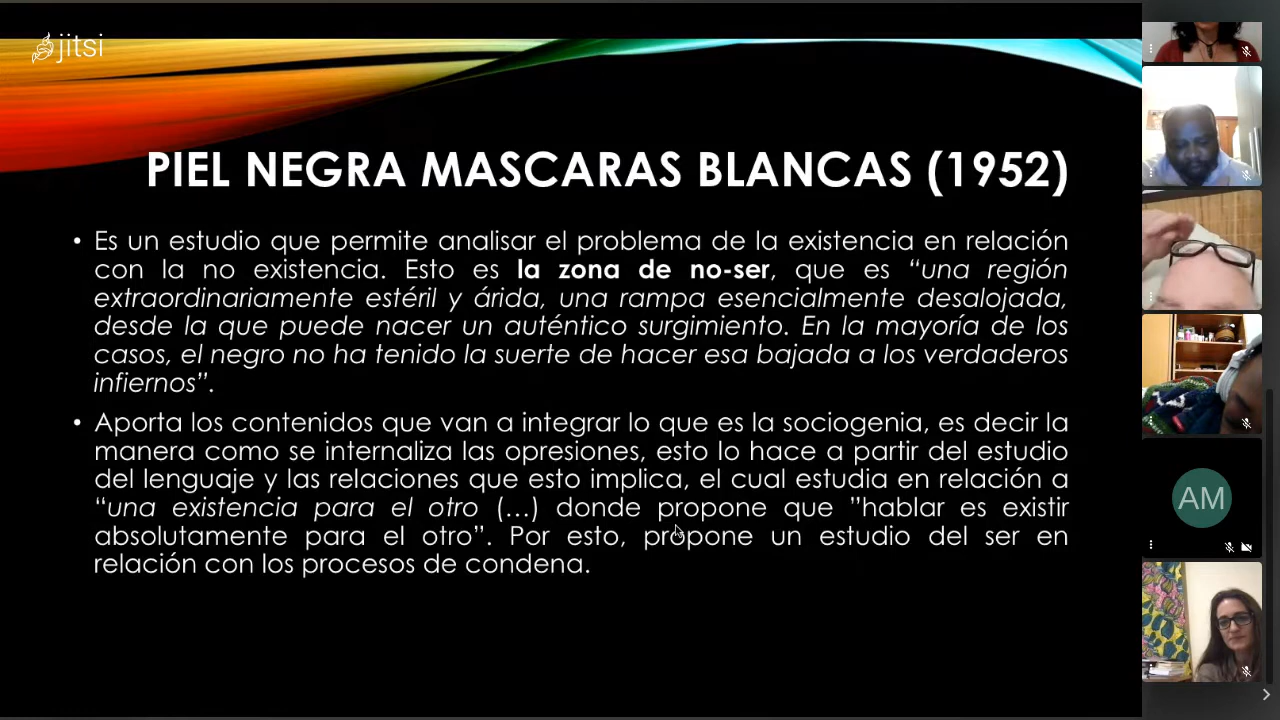 jitsi
PIEL NEGRA MASCARAS BLANCAS (1952)
• Es un estudio que permite analisar el problema de la existencia en relación
con la no existencia. Esto es la zona de no-ser, que es “una región
extraordinariamente estéril y árida, una rampa esencialmente desalojada,
desde la que puede nacer un auténtico surgimiento. En la mayoría de los
casos, el negro no ha tenido la suerte de hacer esa bajada a los verdaderos
infiernos”.
• Aporta los contenidos que van a integrar lo que es la sociogenia, es decir la
manera como se internaliza las opresiones, esto lo hace a partir del estudio
del lenguaje y las relaciones que esto implica, el cual estudia en relación a
“una existencia para el otro (…) donde propone que ”hablar es existir
absolutamente para el otro”. Por esto, propone un estudio del ser en
relación con los procesos de condena.
AM